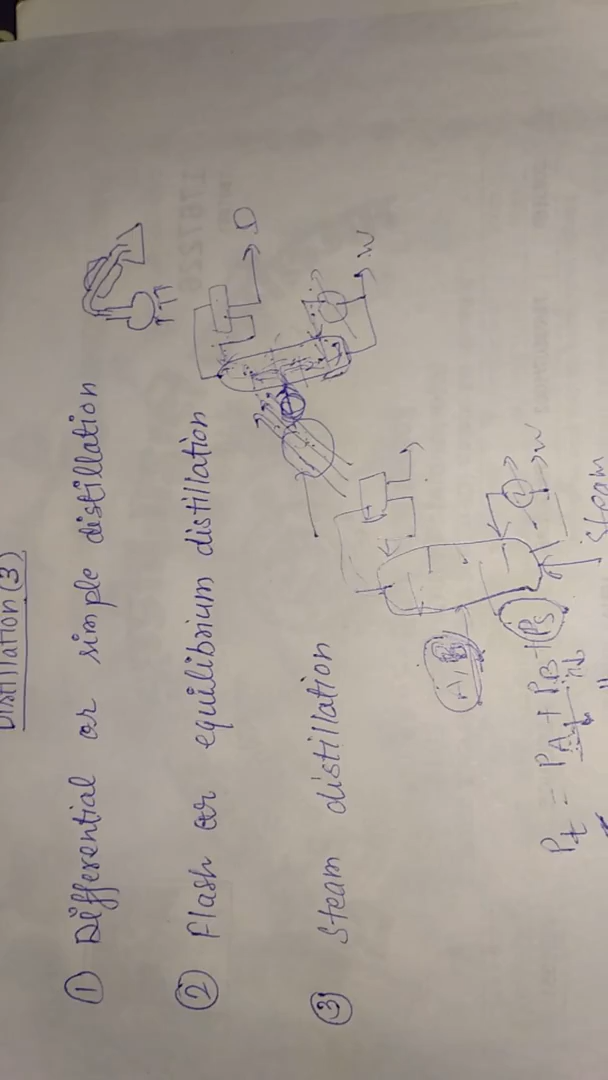 Distillation (3)
① Differential or simple distillation
② Flash or equilibrium distillation
D
W
③ Steam distillation
A, B
W
Steam
Pt = PA + PB + Ps